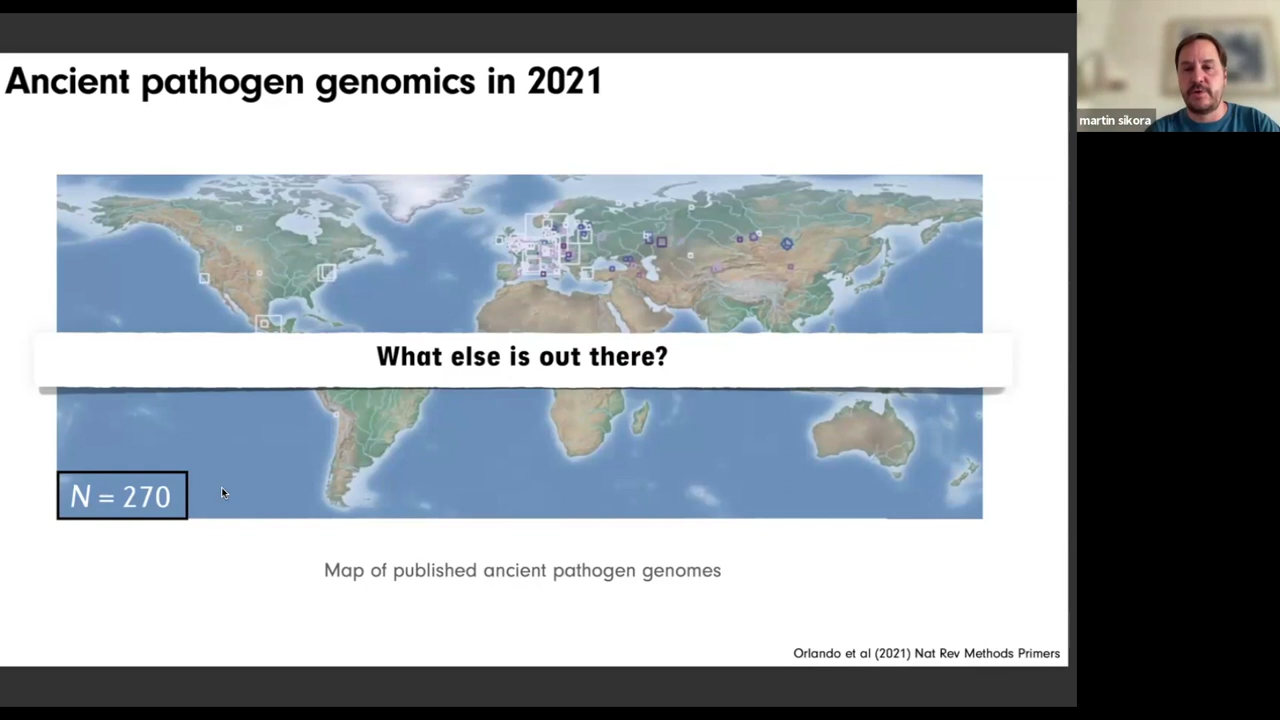 Ancient pathogen genomics in 2021
martin sikora
What else is out there?
N = 270
Map of published ancient pathogen genomes
Orlando et al (2021) Nat Rev Methods Primers